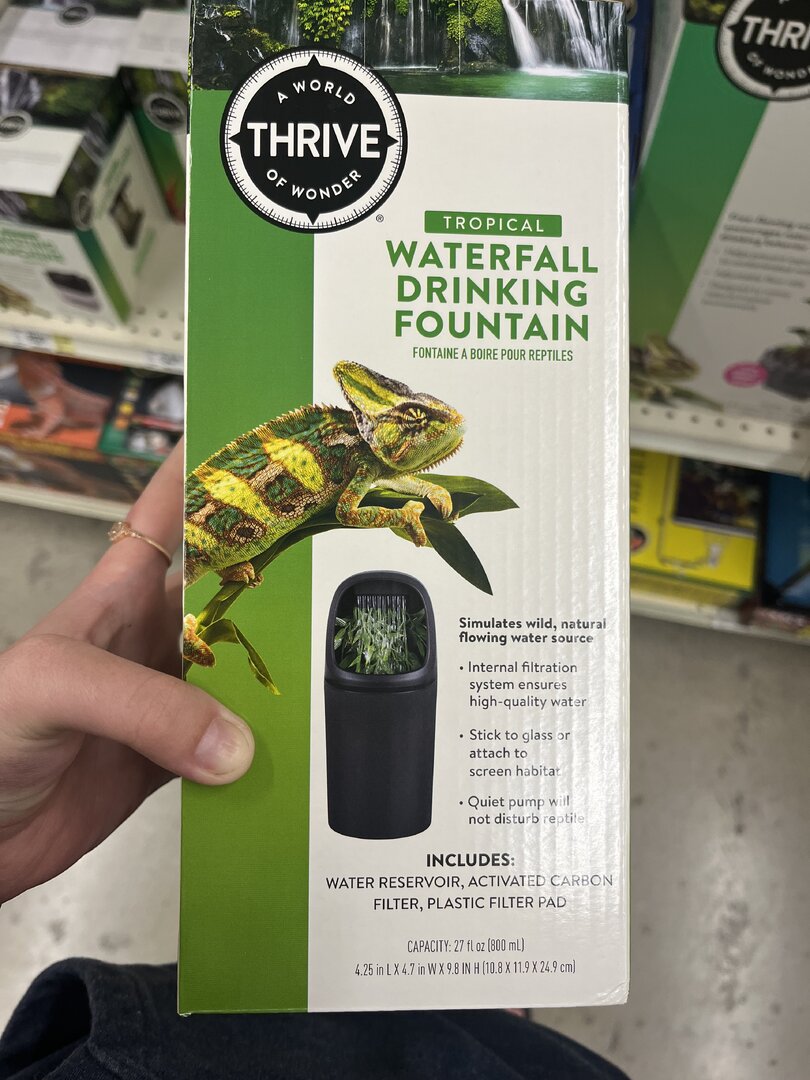 A WORLD
THRIVE
OF WONDER
®
TROPICAL
WATERFALL
DRINKING
FOUNTAIN
FONTAINE A BOIRE POUR REPTILES
Simulates wild, natural
flowing water source
• Internal filtration
system ensures
high-quality water
• Stick to glass or
attach to
screen habitat
• Quiet pump will
not disturb reptile
INCLUDES:
WATER RESERVOIR, ACTIVATED CARBON
FILTER, PLASTIC FILTER PAD
CAPACITY: 27 fl oz (800 mL)
4.25 in L X 4.7 in W X 9.8 IN H (10.8 X 11.9 X 24.9 cm)
THRI
OF WON